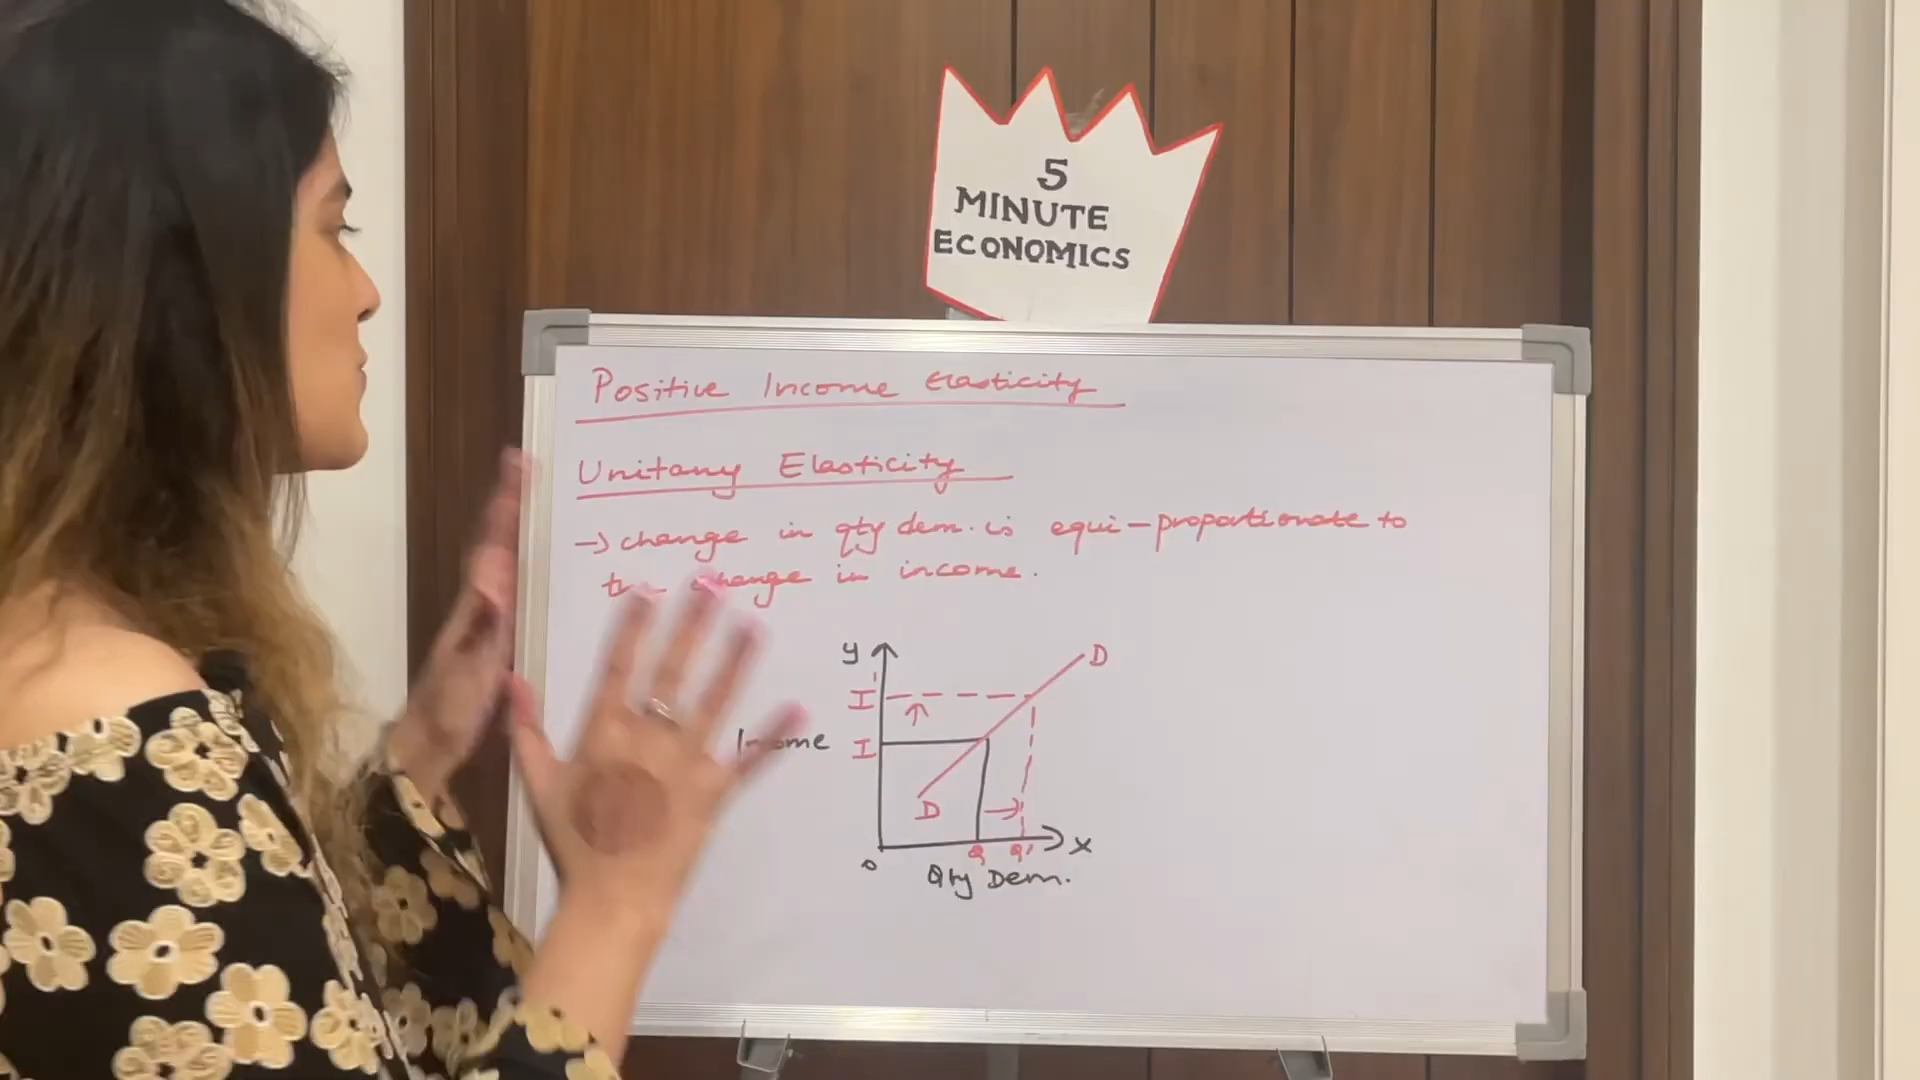 5
MINUTE
ECONOMICS
Positive Income Elasticity
Unitary Elasticity
→ change in qty dem. is equi-proportionate to
change in income.
y
D
I'
Income
I
D
Q Q'
X
O
Qty Dem.